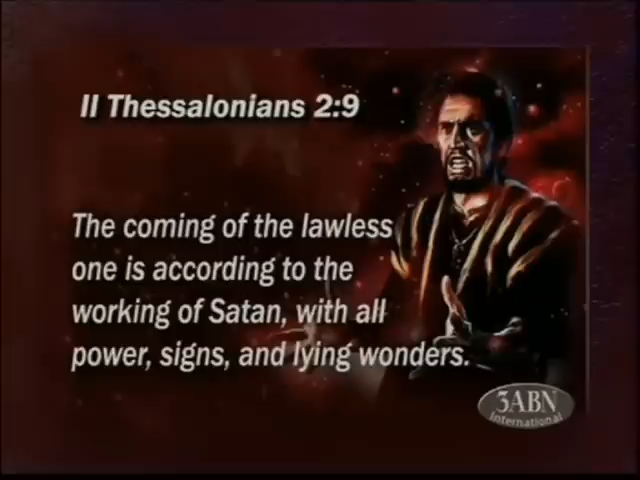 II Thessalonians 2:9
The coming of the lawless
one is according to the
working of Satan, with all
power, signs, and lying wonders.
3ABN
International